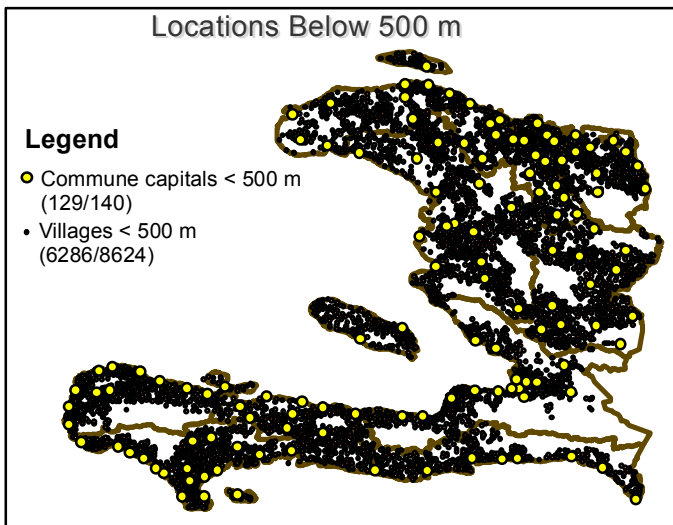 Locations Below 500 m
Legend
Commune capitals < 500 m
(129/140)
Villages < 500 m
(6286/8624)